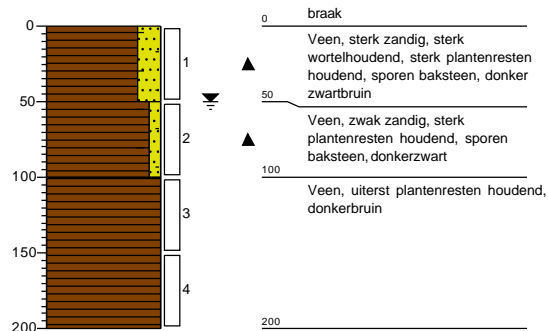 0
50
100
150
200
1
2
3
4
0
braak
Veen, sterk zandig, sterk
wortelhoudend, sterk plantenresten
houdend, sporen baksteen, donker
zwartbruin
50
Veen, zwak zandig, sterk
plantenresten houdend, sporen
baksteen, donkerzwart
100
Veen, uiterst plantenresten houdend,
donkerbruin
200